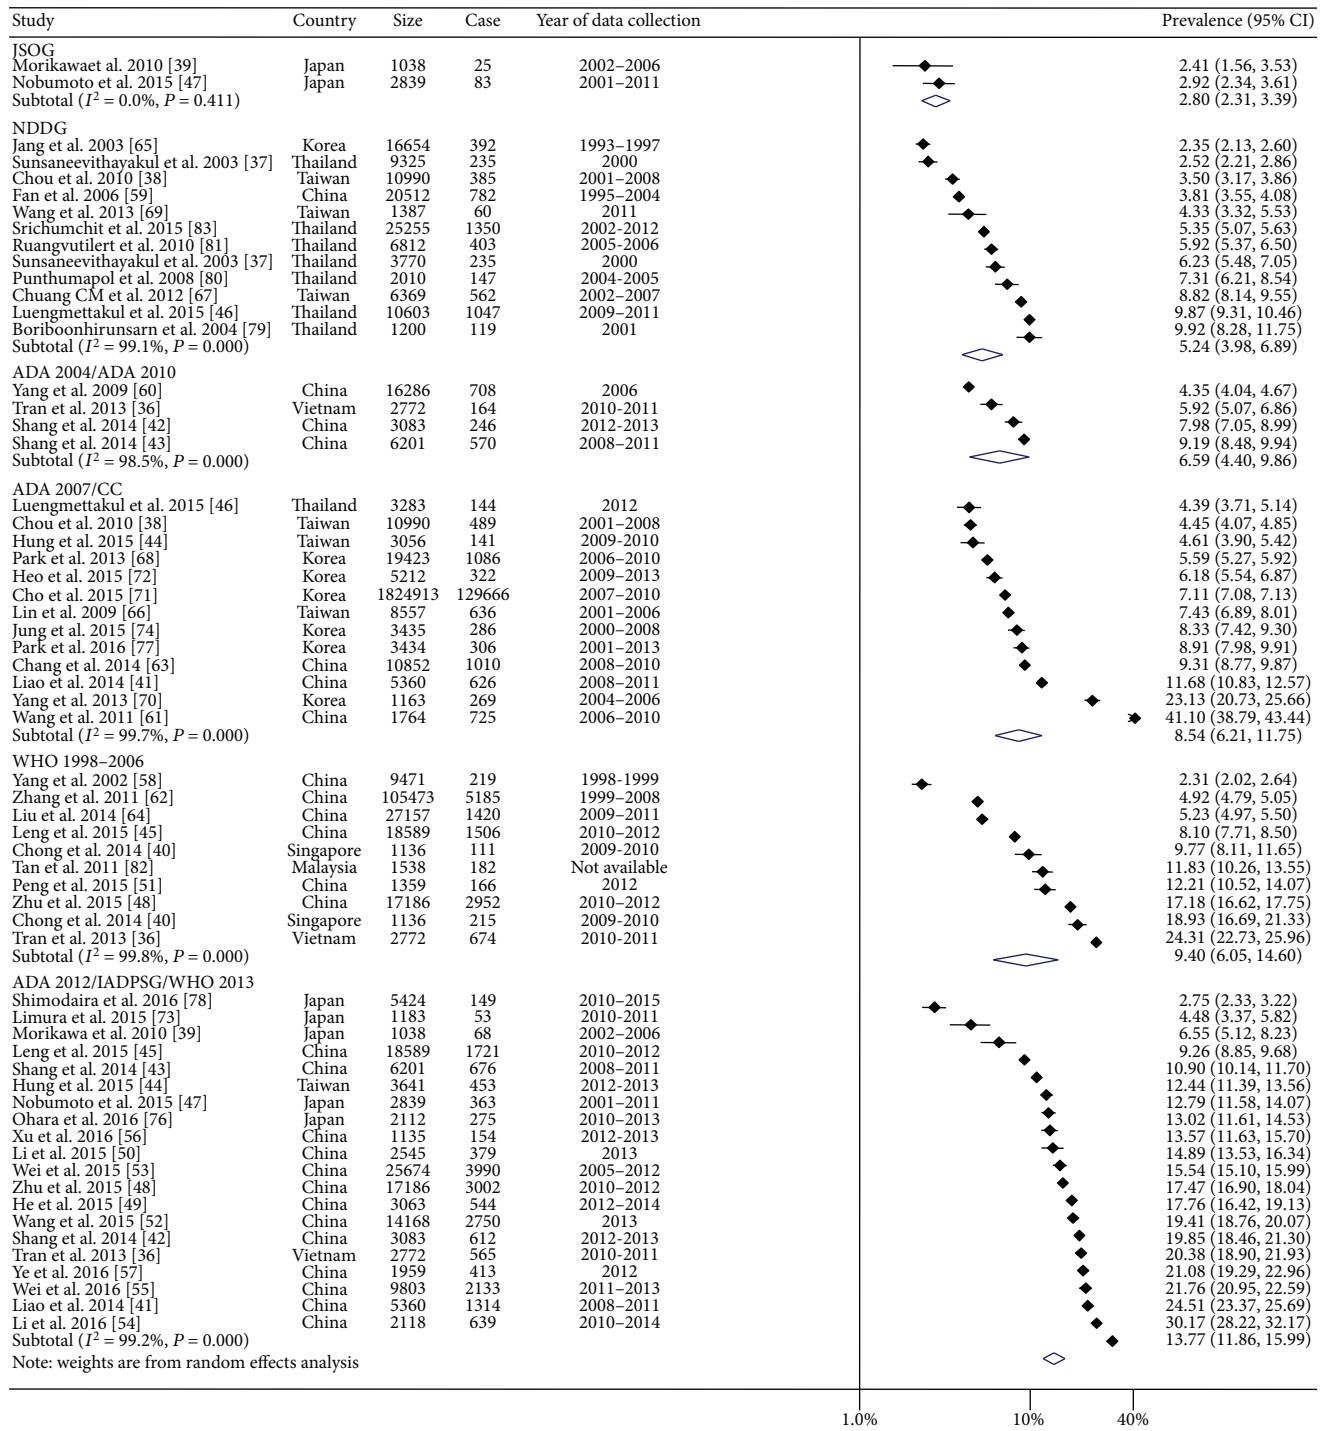 Study Country Size Case Year of data collection Prevalence (95% CI)
JSOG
Morikawaet al. 2010 [39] Japan 1038 25 2002–2006 2.41 (1.56, 3.53)
Nobumoto et al. 2015 [47] Japan 2839 83 2001–2011 2.92 (2.34, 3.61)
Subtotal (I² = 0.0%, P = 0.411) 2.80 (2.31, 3.39)
NDDG
Jang et al. 2003 [65] Korea 16654 392 1993–1997 2.35 (2.13, 2.60)
Sunsaneevithayakul et al. 2003 [37] Thailand 9325 235 2000 2.52 (2.21, 2.86)
Chou et al. 2010 [38] Taiwan 10990 385 2001–2008 3.50 (3.17, 3.86)
Fan et al. 2006 [59] China 20512 782 1995–2004 3.81 (3.55, 4.08)
Wang et al. 2013 [69] Taiwan 1387 60 2011 4.33 (3.32, 5.53)
Srichumchit et al. 2015 [83] Thailand 25255 1350 2002-2012 5.35 (5.07, 5.63)
Ruangvutilert et al. 2010 [81] Thailand 6812 403 2005-2006 5.92 (5.37, 6.50)
Sunsaneevithayakul et al. 2003 [37] Thailand 3770 235 2000 6.23 (5.48, 7.05)
Punthumapol et al. 2008 [80] Thailand 2010 147 2004-2005 7.31 (6.21, 8.54)
Chuang CM et al. 2012 [67] Taiwan 6369 562 2002–2007 8.82 (8.14, 9.55)
Luengmettakul et al. 2015 [46] Thailand 10603 1047 2009–2011 9.87 (9.31, 10.46)
Boriboonhirunsarn et al. 2004 [79] Thailand 1200 119 2001 9.92 (8.28, 11.75)
Subtotal (I² = 99.1%, P = 0.000) 5.24 (3.98, 6.89)
ADA 2004/ADA 2010
Yang et al. 2009 [60] China 16286 708 2006 4.35 (4.04, 4.67)
Tran et al. 2013 [36] Vietnam 2772 164 2010-2011 5.92 (5.07, 6.86)
Shang et al. 2014 [42] China 3083 246 2012-2013 7.98 (7.05, 8.99)
Shang et al. 2014 [43] China 6201 570 2008–2011 9.19 (8.48, 9.94)
Subtotal (I² = 98.5%, P = 0.000) 6.59 (4.40, 9.86)
ADA 2007/CC
Luengmettakul et al. 2015 [46] Thailand 3283 144 2012 4.39 (3.71, 5.14)
Chou et al. 2010 [38] Taiwan 10990 489 2001–2008 4.45 (4.07, 4.85)
Hung et al. 2015 [44] Taiwan 3056 141 2009-2010 4.61 (3.90, 5.42)
Park et al. 2013 [68] Korea 19423 1086 2006–2010 5.59 (5.27, 5.92)
Heo et al. 2015 [72] Korea 5212 322 2009–2013 6.18 (5.54, 6.87)
Cho et al. 2015 [71] Korea 1824913 129666 2007–2010 7.11 (7.08, 7.13)
Lin et al. 2009 [66] Taiwan 8557 636 2001–2006 7.43 (6.89, 8.01)
Jung et al. 2015 [74] Korea 3435 286 2000–2008 8.33 (7.42, 9.30)
Park et al. 2016 [77] Korea 3434 306 2001–2013 8.91 (7.98, 9.91)
Chang et al. 2014 [63] China 10852 1010 2008–2010 9.31 (8.77, 9.87)
Liao et al. 2014 [41] China 5360 626 2008–2011 11.68 (10.83, 12.57)
Yang et al. 2013 [70] Korea 1163 269 2004–2006 23.13 (20.73, 25.66)
Wang et al. 2011 [61] China 1764 725 2006–2010 41.10 (38.79, 43.44)
Subtotal (I² = 99.7%, P = 0.000) 8.54 (6.21, 11.75)
WHO 1998–2006
Yang et al. 2002 [58] China 9471 219 1998-1999 2.31 (2.02, 2.64)
Zhang et al. 2011 [62] China 105473 5185 1999–2008 4.92 (4.79, 5.05)
Liu et al. 2014 [64] China 27157 1420 2009–2011 5.23 (4.97, 5.50)
Leng et al. 2015 [45] China 18589 1506 2010–2012 8.10 (7.71, 8.50)
Chong et al. 2014 [40] Singapore 1136 111 2009-2010 9.77 (8.11, 11.65)
Tan et al. 2011 [82] Malaysia 1538 182 Not available 11.83 (10.26, 13.55)
Peng et al. 2015 [51] China 1359 166 2012 12.21 (10.52, 14.07)
Zhu et al. 2015 [48] China 17186 2952 2010–2012 17.18 (16.62, 17.75)
Chong et al. 2014 [40] Singapore 1136 215 2009-2010 18.93 (16.69, 21.33)
Tran et al. 2013 [36] Vietnam 2772 674 2010-2011 24.31 (22.73, 25.96)
Subtotal (I² = 99.8%, P = 0.000) 9.40 (6.05, 14.60)
ADA 2012/IADPSG/WHO 2013
Shimodaira et al. 2016 [78] Japan 5424 149 2010–2015 2.75 (2.33, 3.22)
Limura et al. 2015 [73] Japan 1183 53 2010-2011 4.48 (3.37, 5.82)
Morikawa et al. 2010 [39] Japan 1038 68 2002–2006 6.55 (5.12, 8.23)
Leng et al. 2015 [45] China 18589 1721 2010–2012 9.26 (8.85, 9.68)
Shang et al. 2014 [43] China 6201 676 2008–2011 10.90 (10.14, 11.70)
Hung et al. 2015 [44] Taiwan 3641 453 2012-2013 12.44 (11.39, 13.56)
Nobumoto et al. 2015 [47] Japan 2839 363 2001–2011 12.79 (11.58, 14.07)
Ohara et al. 2016 [76] Japan 2112 275 2010–2013 13.02 (11.61, 14.53)
Xu et al. 2016 [56] China 1135 154 2012-2013 13.57 (11.63, 15.70)
Li et al. 2015 [50] China 2545 379 2013 14.89 (13.53, 16.34)
Wei et al. 2015 [53] China 25674 3990 2005–2012 15.54 (15.10, 15.99)
Zhu et al. 2015 [48] China 17186 3002 2010–2012 17.47 (16.90, 18.04)
He et al. 2015 [49] China 3063 544 2012–2014 17.76 (16.42, 19.13)
Wang et al. 2015 [52] China 14168 2750 2013 19.41 (18.76, 20.07)
Shang et al. 2014 [42] China 3083 612 2012-2013 19.85 (18.46, 21.30)
Tran et al. 2013 [36] Vietnam 2772 565 2010-2011 20.38 (18.90, 21.93)
Ye et al. 2016 [57] China 1959 413 2012 21.08 (19.29, 22.96)
Wei et al. 2016 [55] China 9803 2133 2011–2013 21.76 (20.95, 22.59)
Liao et al. 2014 [41] China 5360 1314 2008–2011 24.51 (23.37, 25.69)
Li et al. 2016 [54] China 2118 639 2010–2014 30.17 (28.22, 32.17)
Subtotal (I² = 99.2%, P = 0.000) 13.77 (11.86, 15.99)
Note: weights are from random effects analysis
1.0% 10% 40%